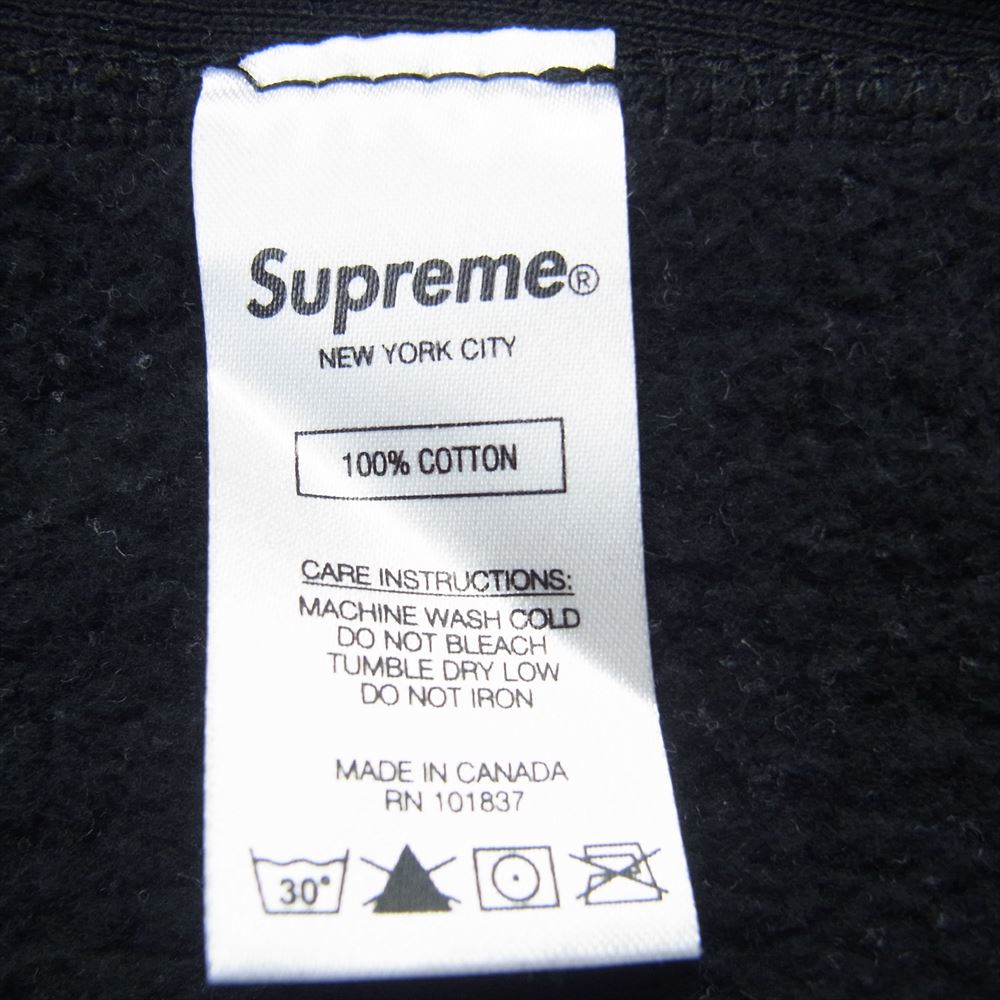 Supreme®
NEW YORK CITY
100% COTTON
CARE INSTRUCTIONS:
MACHINE WASH COLD
DO NOT BLEACH
TUMBLE DRY LOW
DO NOT IRON
MADE IN CANADA
RN 101837
30°